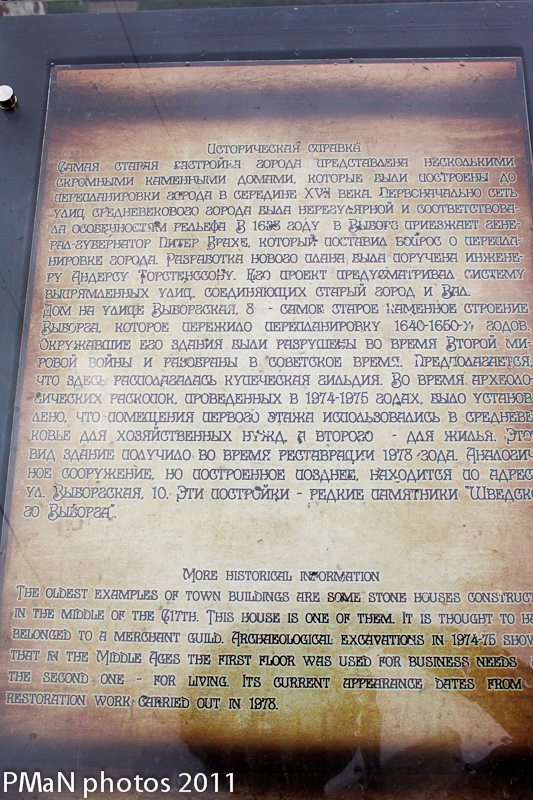 Историческая справка
Самая старая застройка города представлена несколькими
скромными каменными домами, которые были построены до
перепланировки города в середине XVII века. Первоначально сеть
улиц средневекового города была нерегулярной и соответствова-
ла особенностям рельефа. В году в Выборг приезжает гене-
рал-губернатор Питер Брахе, который поставил вопрос о перепла-
нировке города. Разработка нового плана была поручена инжене-
ру Андерсу Торстенссону. Его проект предусматривал систему
выпрямленных улиц, соединяющих старый город и Вал.
Дом на улице Выборгская, 8 - самое старое каменное строение
Выборга, которое пережило перепланировку 1640-1650-х годов.
Окружавшие его здания были разрушены во время Второй ми-
ровой войны и разобраны в советское время. Предполагается,
что здесь располагалась купеческая гильдия. Во время археоло-
гических раскопок, проведенных в 1974-1975 годах, было установ-
лено, что помещения первого этажа использовались в средневе
ковье для хозяйственных нужд, а второго - для жилья. Это
вид здание получило во время реставрации 1978 года. Аналогич
ное сооружение, но построенное позднее, находится по адрес
ул. Выборгская, 10. Эти постройки - редкие памятники "Шведско
го Выборга".
More historical information
The oldest examples of town buildings are some stone houses construct
in the middle of the C17th. This house is one of them. It is thought to ha
belonged to a merchant guild. Archaeological excavations in 1974-75 show
that in the Middle Ages the first floor was used for business needs
the second one - for living. Its current appearance dates from
restoration work carried out in 1978.
PMaN photos 2011